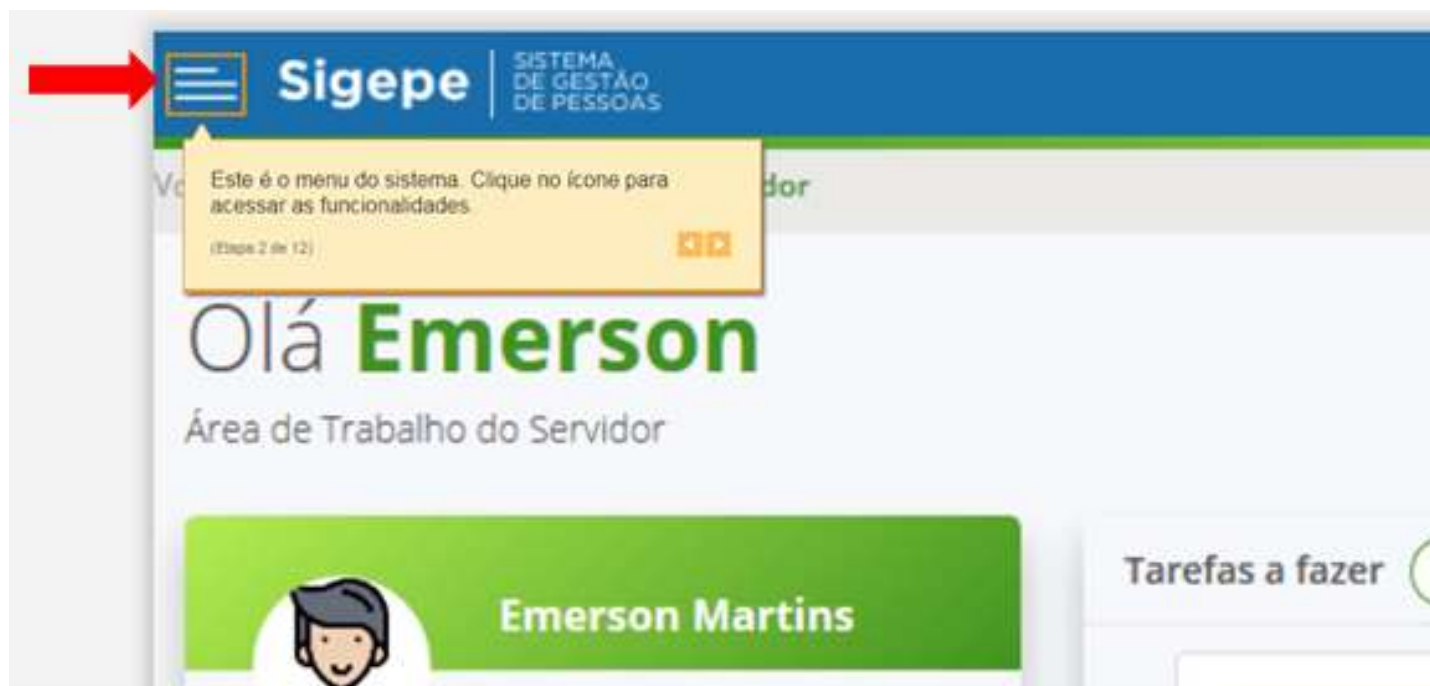 Sigepe
SISTEMA
DE GESTÃO
DE PESSOAS
Este é o menu do sistema. Clique no ícone para
acessar as funcionalidades
(Etapa 2 de 12)
Olá Emerson
Área de Trabalho do Servidor
Emerson Martins
Tarefas a fazer